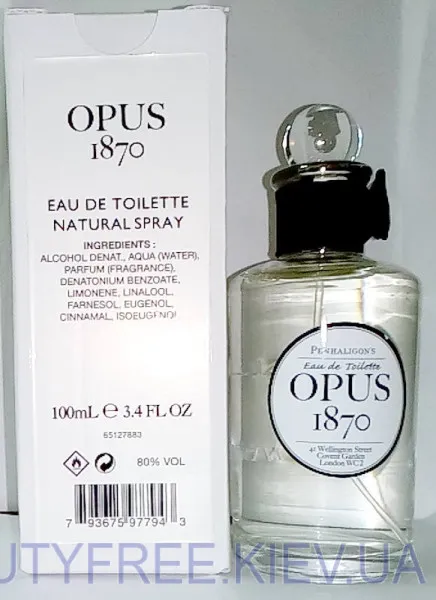 OPUS
1870
EAU DE TOILETTE
NATURAL SPRAY
INGREDIENTS :
ALCOHOL DENAT., AQUA (WATER),
PARFUM (FRAGRANCE),
DENATONIUM BENZOATE,
LIMONENE, LINALOOL,
FARNESOL, EUGENOL,
CINNAMAL, ISOEUGENOL
100mL e 3.4 FL OZ
65127883
80% VOL
7 93675 97794 3
PENHALIGON'S
Eau de Toilette
OPUS
1870
41 Wellington Street
Covent Garden
London WC2
UTYFREE.KIEV.UA